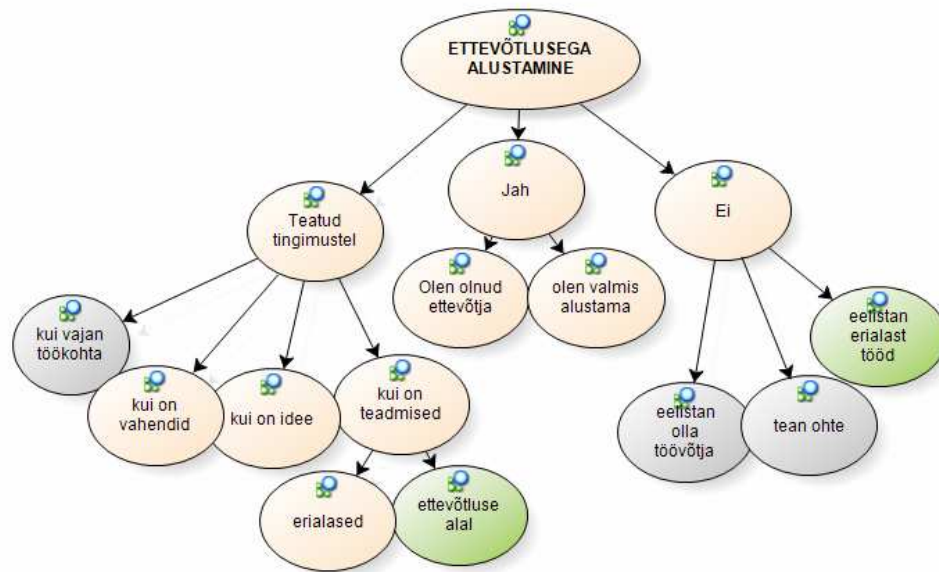 ETTEVÕTLUSEGA
ALUSTAMINE
Teatud
tingimustel
Jah
Ei
kui vajan
töökohta
kui on
vahendid
kui on idee
kui on
teadmised
erialased
ettevõtluse
alal
Olen olnud
ettevõtja
olen valmis
alustama
eelistan
olla
töövõtja
tean ohte
eelistan
erialast
tööd